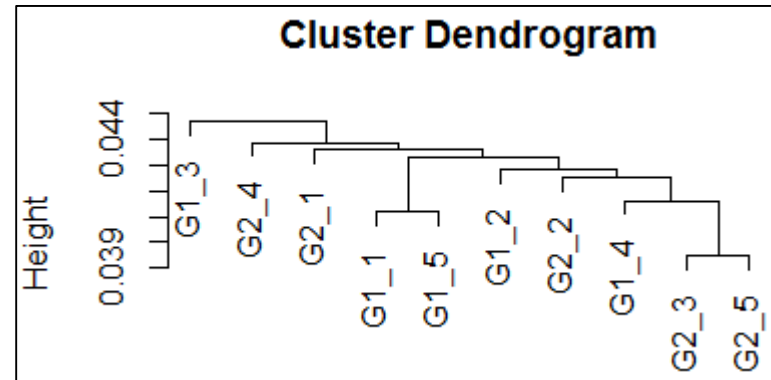 Cluster Dendrogram
Height
0.044
0.039
G1_3
G2_4
G2_1
G1_1
G1_5
G1_2
G2_2
G1_4
G2_3
G2_5